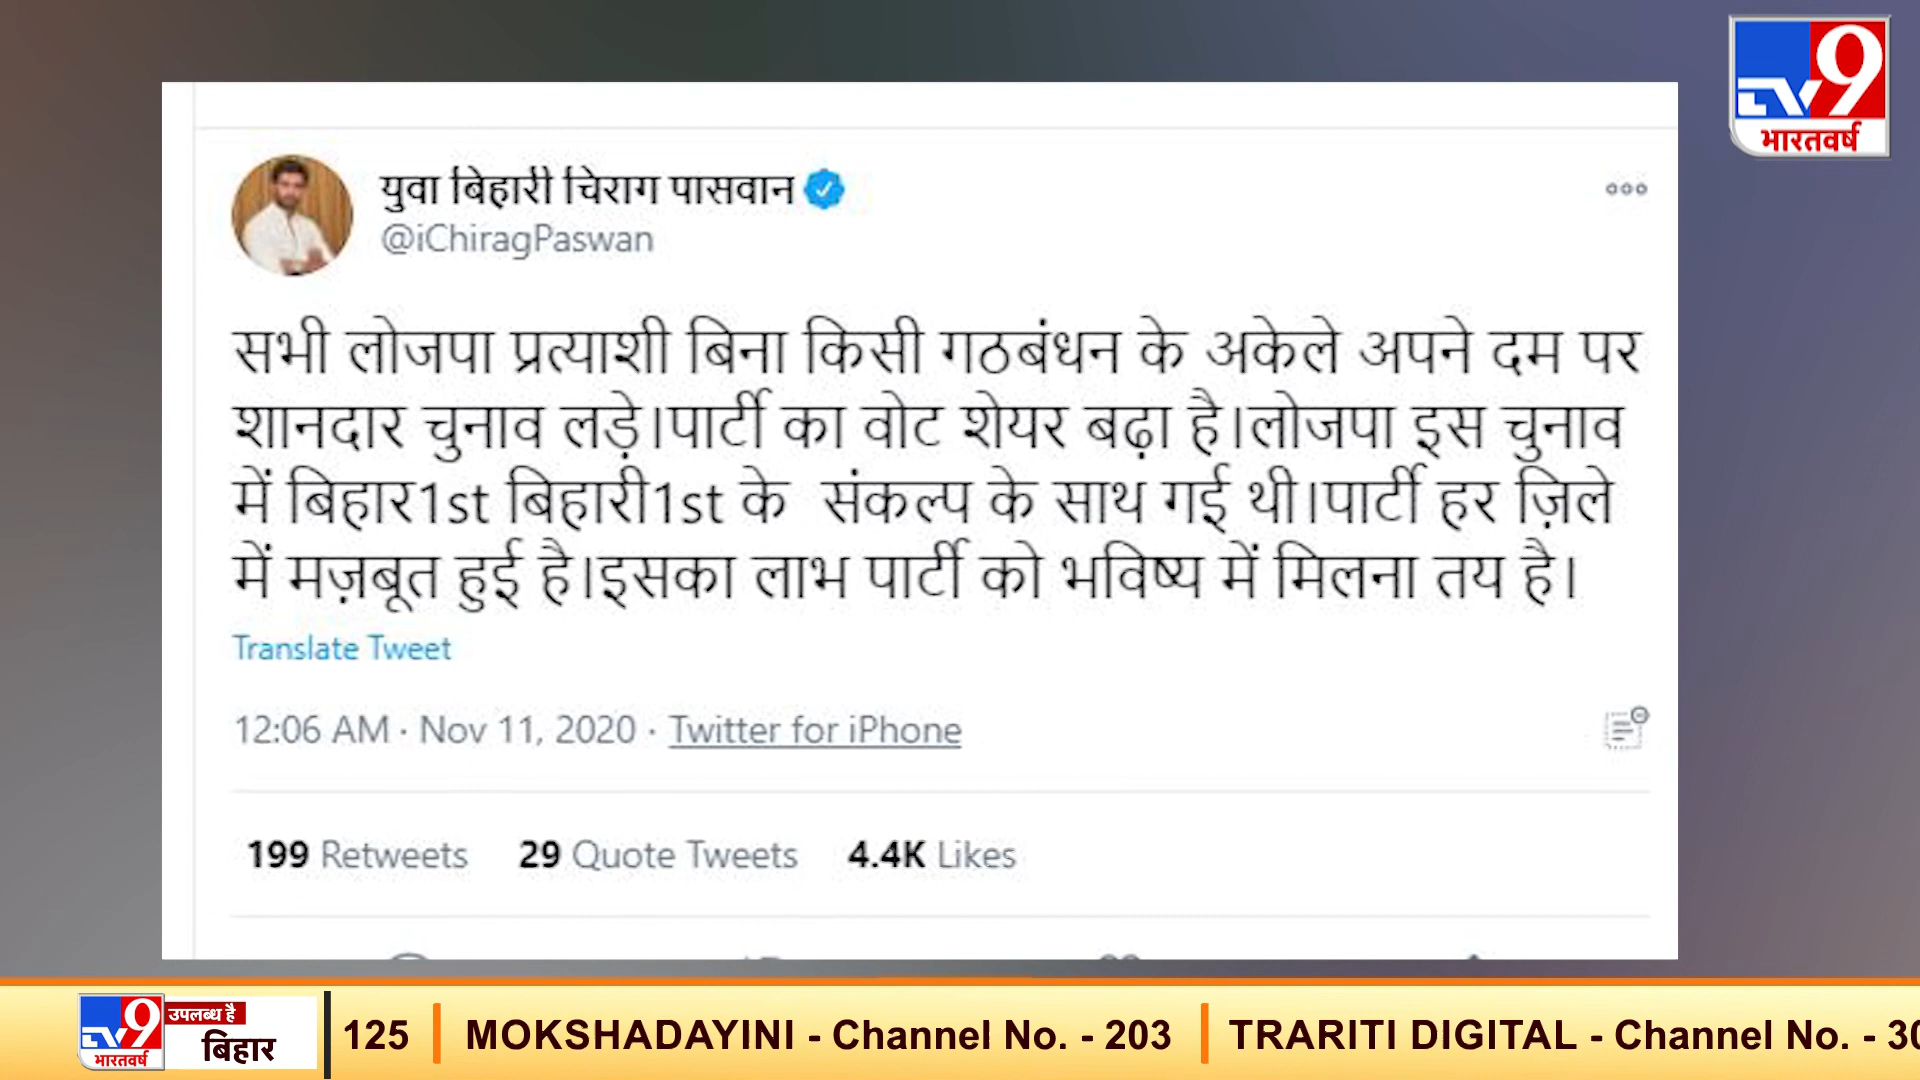 TV9
भारतवर्ष
युवा बिहारी चिराग पासवान
@iChiragPaswan
सभी लोजपा प्रत्याशी बिना किसी गठबंधन के अकेले अपने दम पर
शानदार चुनाव लड़े।पार्टी का वोट शेयर बढ़ा है।लोजपा इस चुनाव
में बिहार1st बिहारी1st के संकल्प के साथ गई थी।पार्टी हर ज़िले
में मज़बूत हुई है।इसका लाभ पार्टी को भविष्य में मिलना तय है।
Translate Tweet
12:06 AM · Nov 11, 2020 · Twitter for iPhone
199 Retweets 29 Quote Tweets 4.4K Likes
TV9 भारतवर्ष उपलब्ध है बिहार 125 MOKSHADAYINI - Channel No. - 203 TRARITI DIGITAL - Channel No. - 30